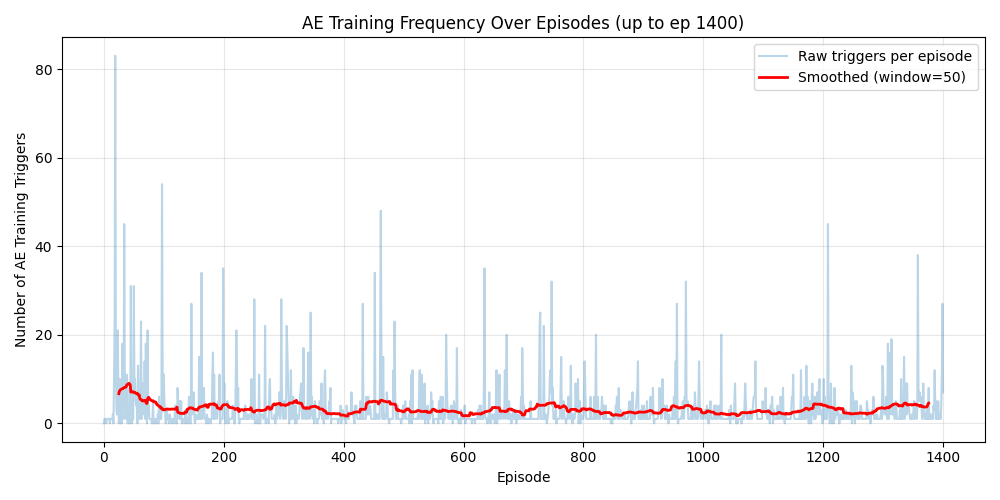 AE Training Frequency Over Episodes (up to ep 1400)
Raw triggers per episode
Smoothed (window=50)
Number of AE Training Triggers
80
60
40
20
0
0 200 400 600 800 1000 1200 1400
Episode